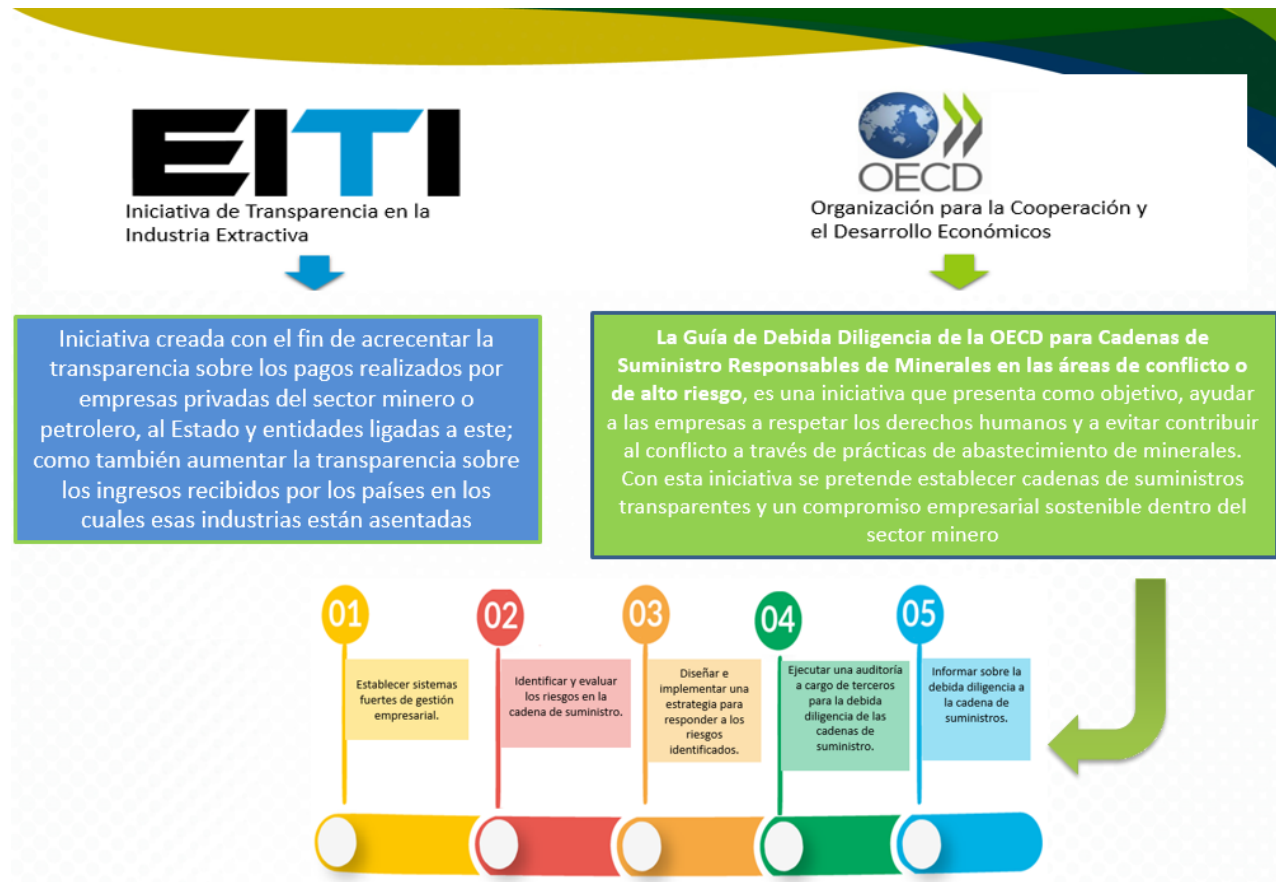 EITI
Iniciativa de Transparencia en la
Industria Extractiva
OECD
Organización para la Cooperación y
el Desarrollo Económicos
Iniciativa creada con el fin de acrecentar la
transparencia sobre los pagos realizados por
empresas privadas del sector minero o
petrolero, al Estado y entidades ligadas a este;
como también aumentar la transparencia sobre
los ingresos recibidos por los países en los
cuales esas industrias están asentadas
La Guía de Debida Diligencia de la OECD para Cadenas de
Suministro Responsables de Minerales en las áreas de conflicto o
de alto riesgo, es una iniciativa que presenta como objetivo, ayudar
a las empresas a respetar los derechos humanos y a evitar contribuir
al conflicto a través de prácticas de abastecimiento de minerales.
Con esta iniciativa se pretende establecer cadenas de suministros
transparentes y un compromiso empresarial sostenible dentro del
sector minero
01
Establecer sistemas
fuertes de gestión
empresarial.
02
Identificar y evaluar
los riesgos en la
cadena de suministro.
03
Diseñar e
implementar una
estrategia para
responder a los
riesgos
identificados.
04
Ejecutar una auditoría
a cargo de terceros
para la debida
diligencia de las
cadenas de
suministro.
05
Informar sobre la
debida diligencia a
la cadena de
suministros.